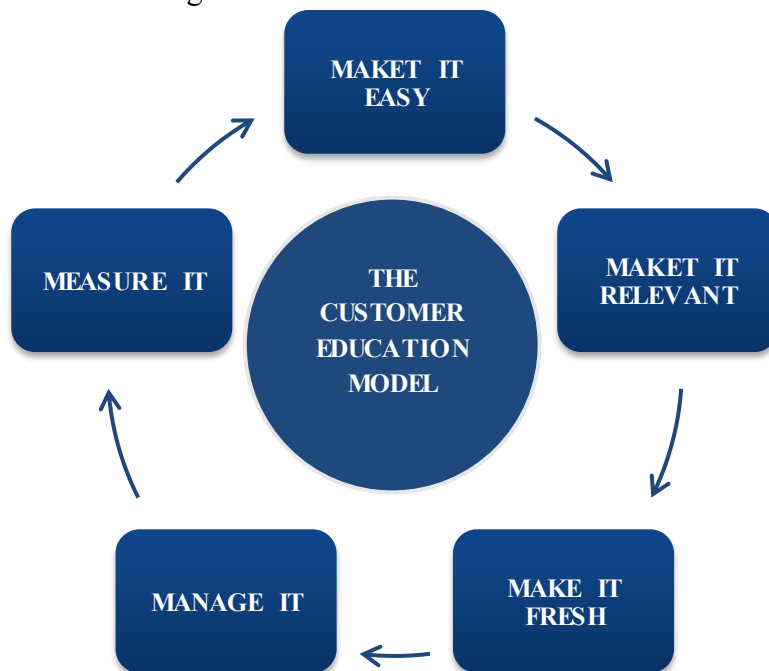 MAKET IT
EASY
MAKET IT
RELEVANT
MAKE IT
FRESH
MANAGE IT
MEASURE IT
THE
CUSTOMER
EDUCATION
MODEL